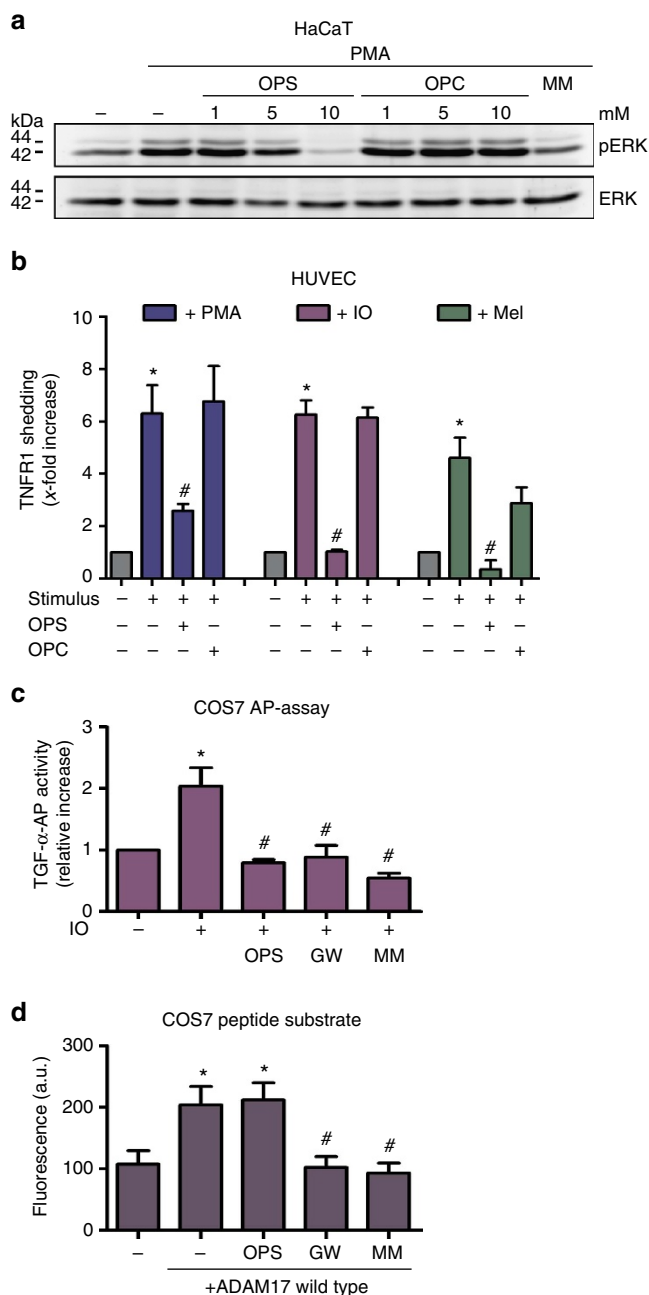 a
HaCaT
PMA
OPS OPC MM
kDa – – 1 5 10 1 5 10 mM
44
42
pERK
44
42
ERK
b
HUVEC
+ PMA + IO + Mel
TNFR1 shedding
(x-fold increase)
10
8
6
4
2
0
* # * # * #
Stimulus – + + + – + + + – + + +
OPS – – + – – – + – – – + –
OPC – – – + – – – + – – – +
c
COS7 AP-assay
TGF-α-AP activity
(relative increase)
3
2
1
0
* # # #
IO – + + + +
OPS GW MM
d
COS7 peptide substrate
Fluorescence (a.u.)
300
200
100
0
* * # #
– – OPS GW MM
+ADAM17 wild type